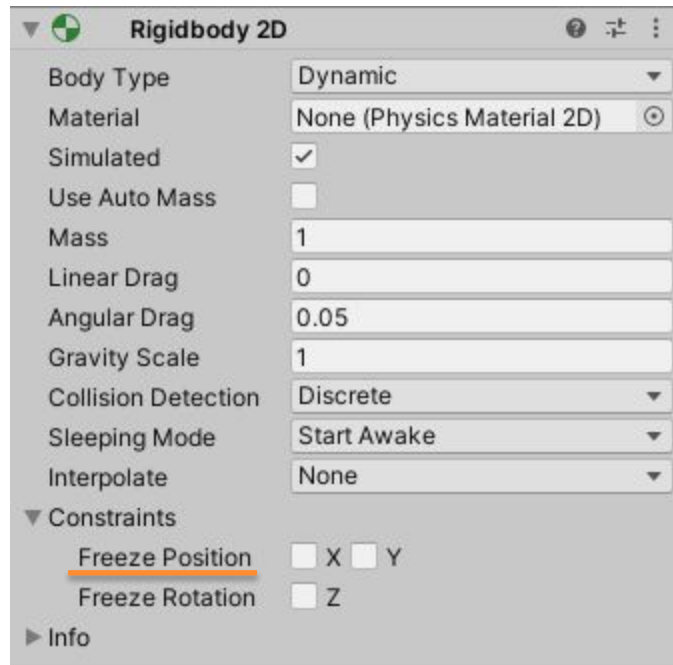 Rigidbody 2D
Body Type Dynamic
Material None (Physics Material 2D)
Simulated
Use Auto Mass
Mass 1
Linear Drag 0
Angular Drag 0.05
Gravity Scale 1
Collision Detection Discrete
Sleeping Mode Start Awake
Interpolate None
Constraints
Freeze Position X Y
Freeze Rotation Z
Info